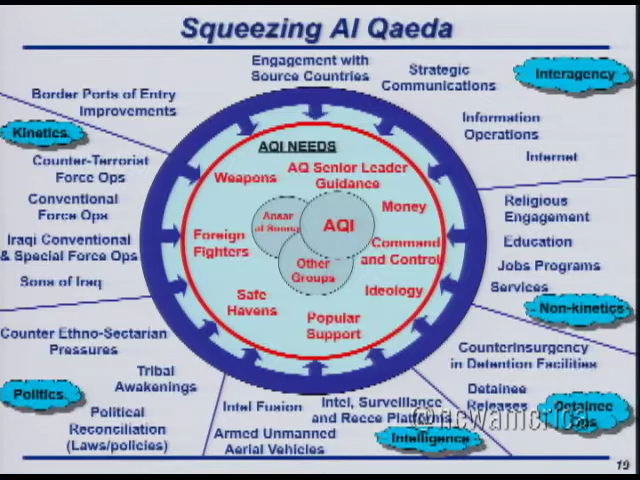 Squeezing Al Qaeda
Engagement with
Source Countries
Strategic
Communications
Interagency
Border Ports of Entry
Improvements
Information
Operations
Internet
Kinetics
Counter-Terrorist
Force Ops
Conventional
Force Ops
Iraqi Conventional
& Special Force Ops
Sons of Iraq
AQI NEEDS
Weapons
AQ Senior Leader
Guidance
Money
Foreign
Fighters
Ansar
al Sunna
AQI
Other
Groups
Command
and Control
Ideology
Safe
Havens
Popular
Support
Religious
Engagement
Education
Jobs Programs
Services
Non-kinetics
Counter Ethno-Sectarian
Pressures
Politics
Tribal
Awakenings
Political
Reconciliation
(Laws/policies)
Intel Fusion
Armed Unmanned
Aerial Vehicles
Intel, Surveillance
and Recce Platforms
Intelligence
Counterinsurgency
in Detention Facilities
Detainee
Releases
Detainee
Ops
@newamerica
19